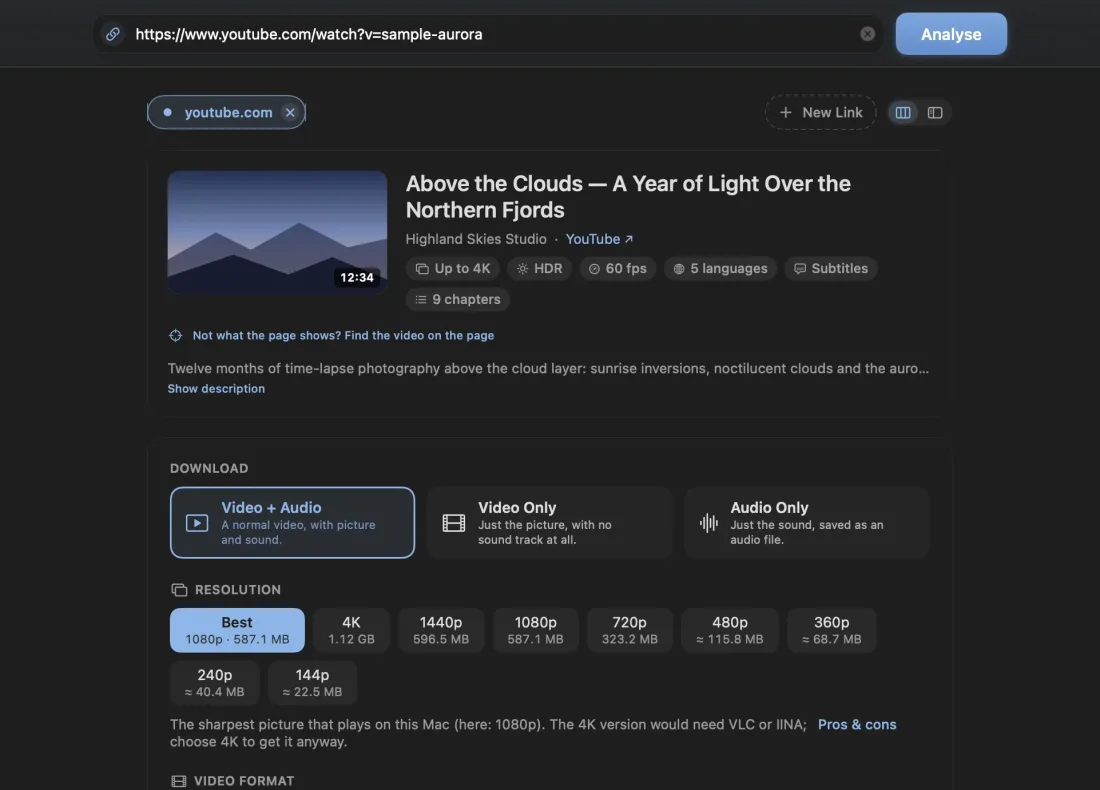 https://www.youtube.com/watch?v=sample-aurora
Analyse
youtube.com
New Link
12:34
Above the Clouds — A Year of Light Over the
Northern Fjords
Highland Skies Studio · YouTube ↗
Up to 4K
HDR
60 fps
5 languages
Subtitles
9 chapters
Not what the page shows? Find the video on the page
Twelve months of time-lapse photography above the cloud layer: sunrise inversions, noctilucent clouds and the auro...
Show description
DOWNLOAD
Video + Audio
A normal video, with picture
and sound.
Video Only
Just the picture, with no
sound track at all.
Audio Only
Just the sound, saved as an
audio file.
RESOLUTION
Best
1080p · 587.1 MB
4K
1.12 GB
1440p
596.5 MB
1080p
587.1 MB
720p
323.2 MB
480p
≈ 115.8 MB
360p
≈ 68.7 MB
240p
≈ 40.4 MB
144p
≈ 22.5 MB
The sharpest picture that plays on this Mac (here: 1080p). The 4K version would need VLC or IINA;
choose 4K to get it anyway.
Pros & cons
VIDEO FORMAT